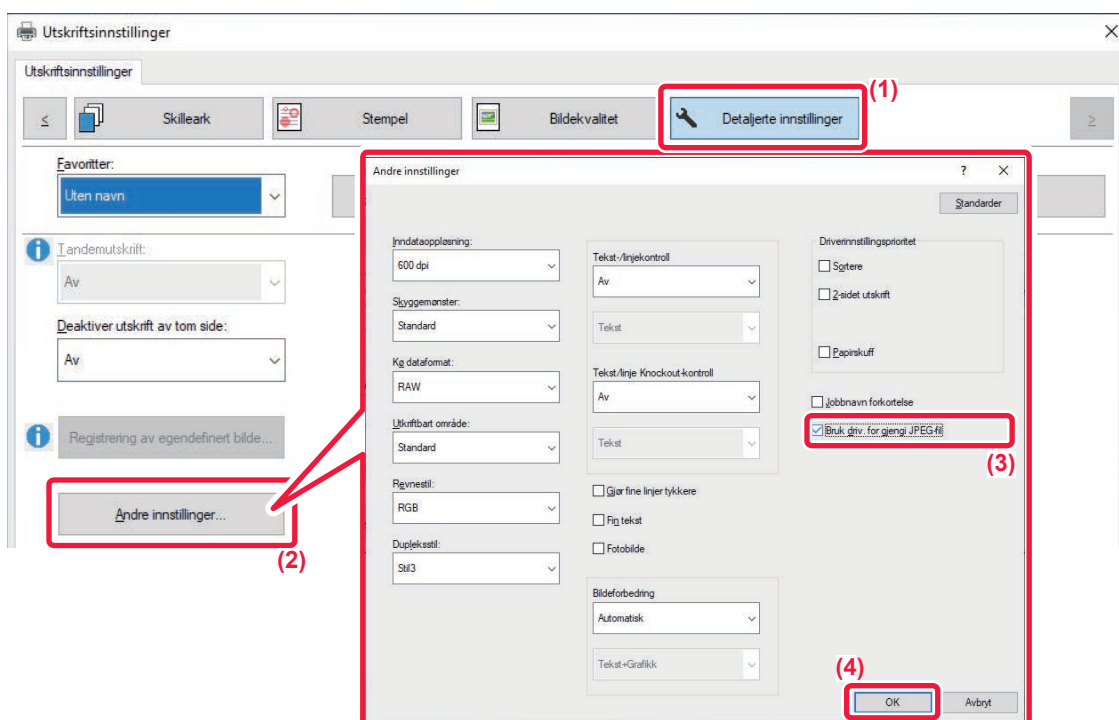 Utskriftsinnstillinger
Utskriftsinnstillinger
(1)
< Skilleark Stempel Bildekvalitet Detaljerte innstillinger >
Favoritter:
Uten navn
Tandemutskrift:
Av
Deaktiver utskrift av tom side:
Av
Registrering av egendefinert bilde...
Andre innstillinger...
(2)
Andre innstillinger ?
Standarder
Inndataoppløsning:
600 dpi
Skyggemønster:
Standard
Kø dataformat:
RAW
Utkriftbart område:
Standard
Revnestil:
RGB
Dupleksstil:
Stil3
Tekst-/linjekontroll
Av
Tekst
Tekst/linje Knockout-kontroll
Av
Tekst
Gjør fine linjer tykkere
Fin tekst
Fotobilde
Bildeforbedring
Automatisk
Tekst+Grafikk
Driverinnstillingsprioritet
Sortere
2-sidet utskrift
Papirskuff
Jobbnavn forkortelse
Bruk driv. for gjengi JPEG-fil
(3)
(4)
OK Avbryt